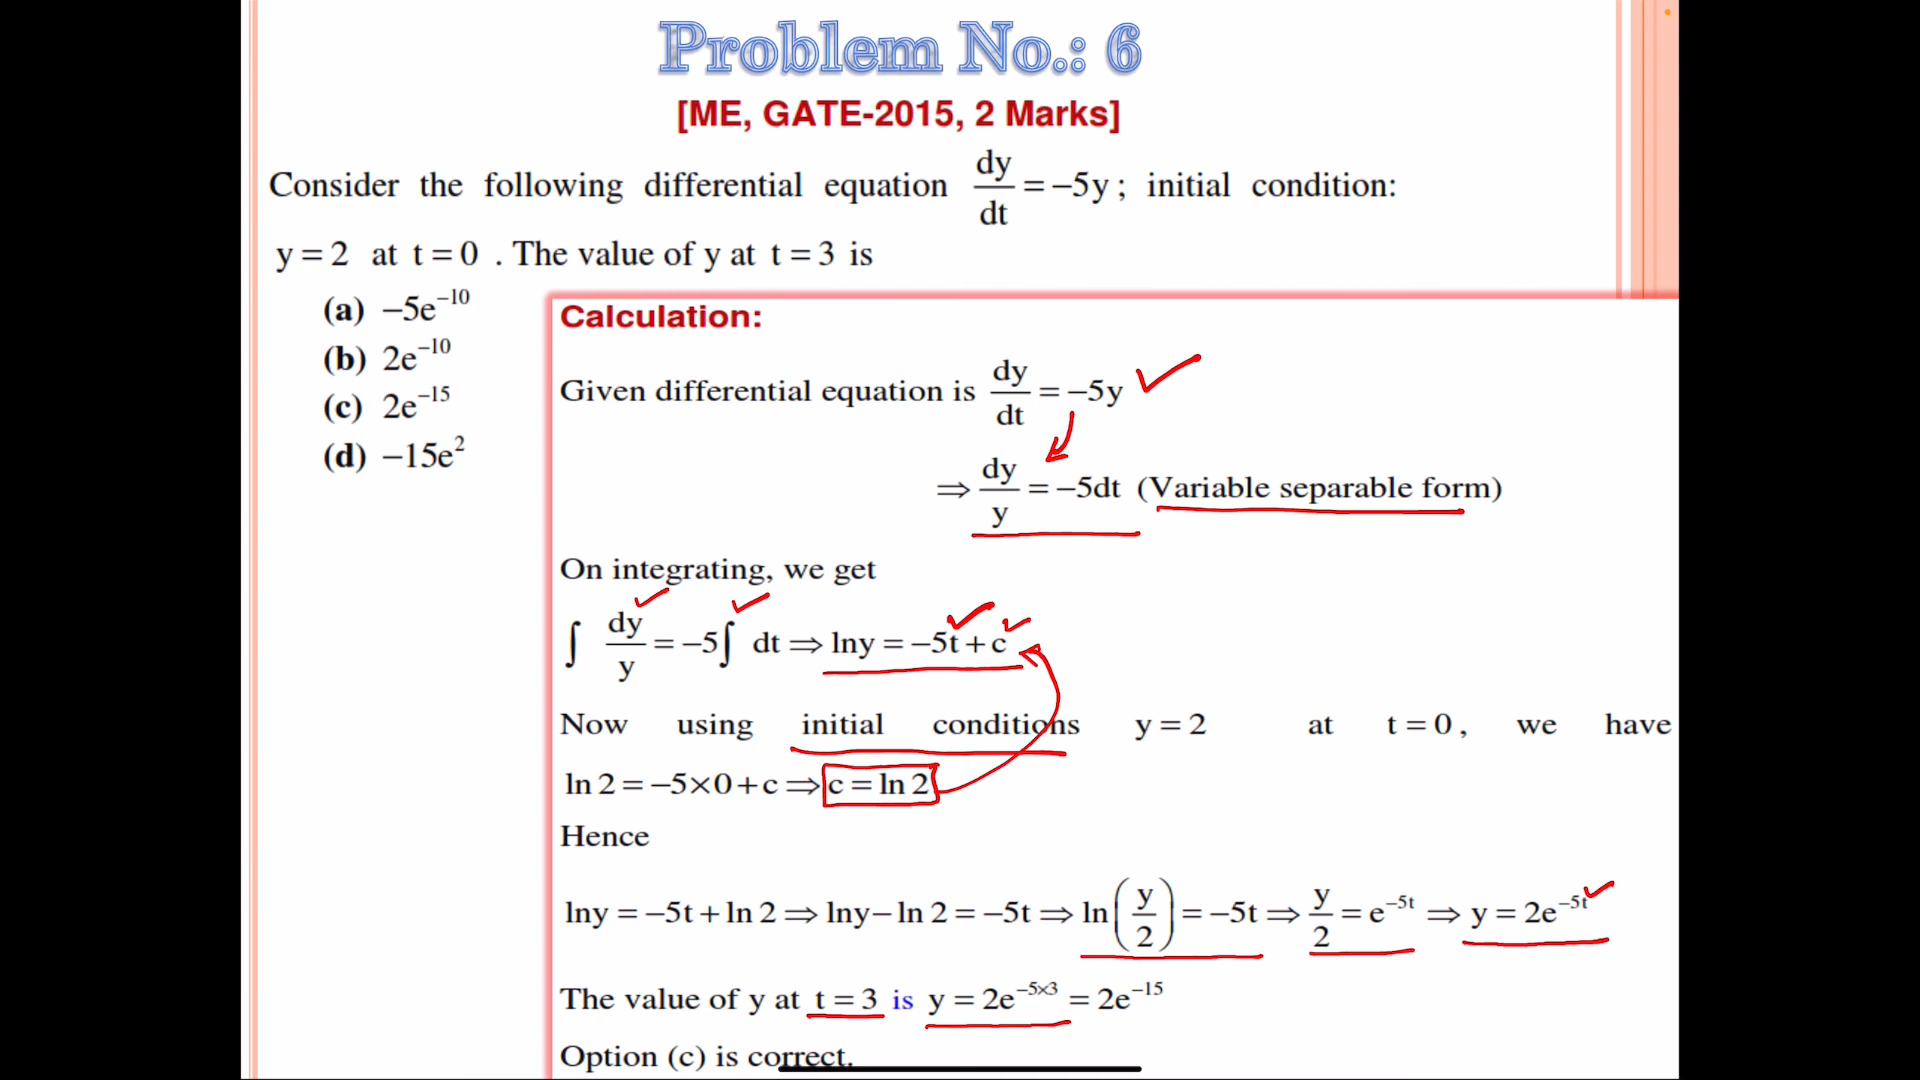 Problem No.: 6
[ME, GATE-2015, 2 Marks]
Consider the following differential equation dy/dt = −5y ; initial condition:
y = 2 at t = 0 . The value of y at t = 3 is
(a) −5e⁻¹⁰
(b) 2e⁻¹⁰
(c) 2e⁻¹⁵
(d) −15e²
Calculation:
Given differential equation is dy/dt = −5y
⇒ dy/y = −5dt (Variable separable form)
On integrating, we get
∫ dy/y = −5∫ dt ⇒ lny = −5t + c
Now using initial conditions y = 2 at t = 0 , we have
ln 2 = −5×0 + c ⇒ c = ln 2
Hence
lny = −5t + ln 2 ⇒ lny − ln 2 = −5t ⇒ ln(y/2) = −5t ⇒ y/2 = e⁻⁵ᵗ ⇒ y = 2e⁻⁵ᵗ
The value of y at t = 3 is y = 2e⁻⁵ˣ³ = 2e⁻¹⁵
Option (c) is correct.